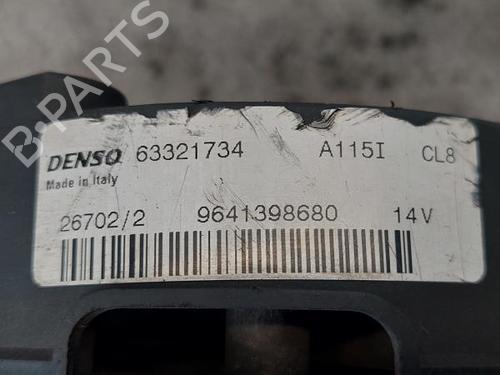 DENSO 63321734 A115I CL8
Made in Italy
26702/2 9641398680 14V
B-PARTS